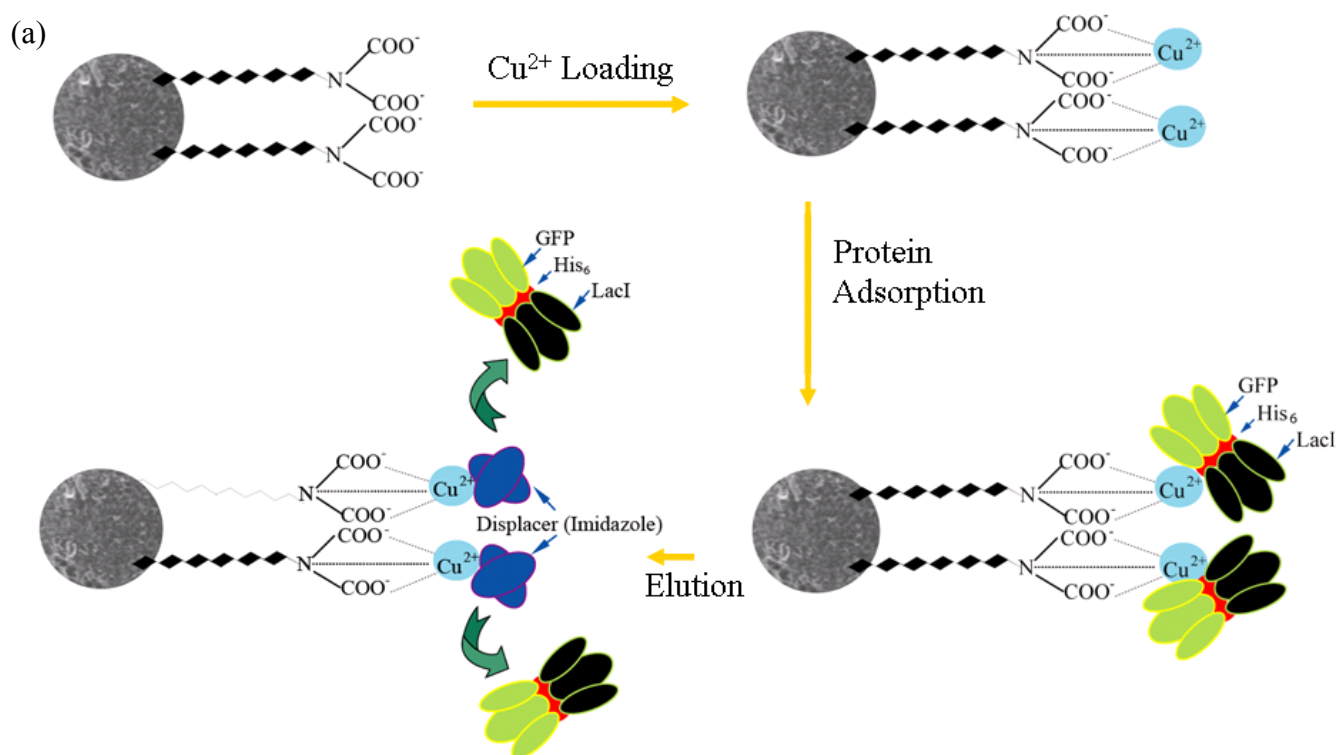 (a)
COO⁻
N
COO⁻
COO⁻
N
COO⁻
Cu²⁺ Loading
COO⁻
N
Cu²⁺
COO⁻
COO⁻
N
Cu²⁺
COO⁻
Protein
Adsorption
GFP
His₆
LacI
COO⁻
N
Cu²⁺
COO⁻
COO⁻
N
Cu²⁺
COO⁻
Elution
GFP
His₆
LacI
COO⁻
N
Cu²⁺
COO⁻
Displacer (Imidazole)
COO⁻
N
Cu²⁺
COO⁻